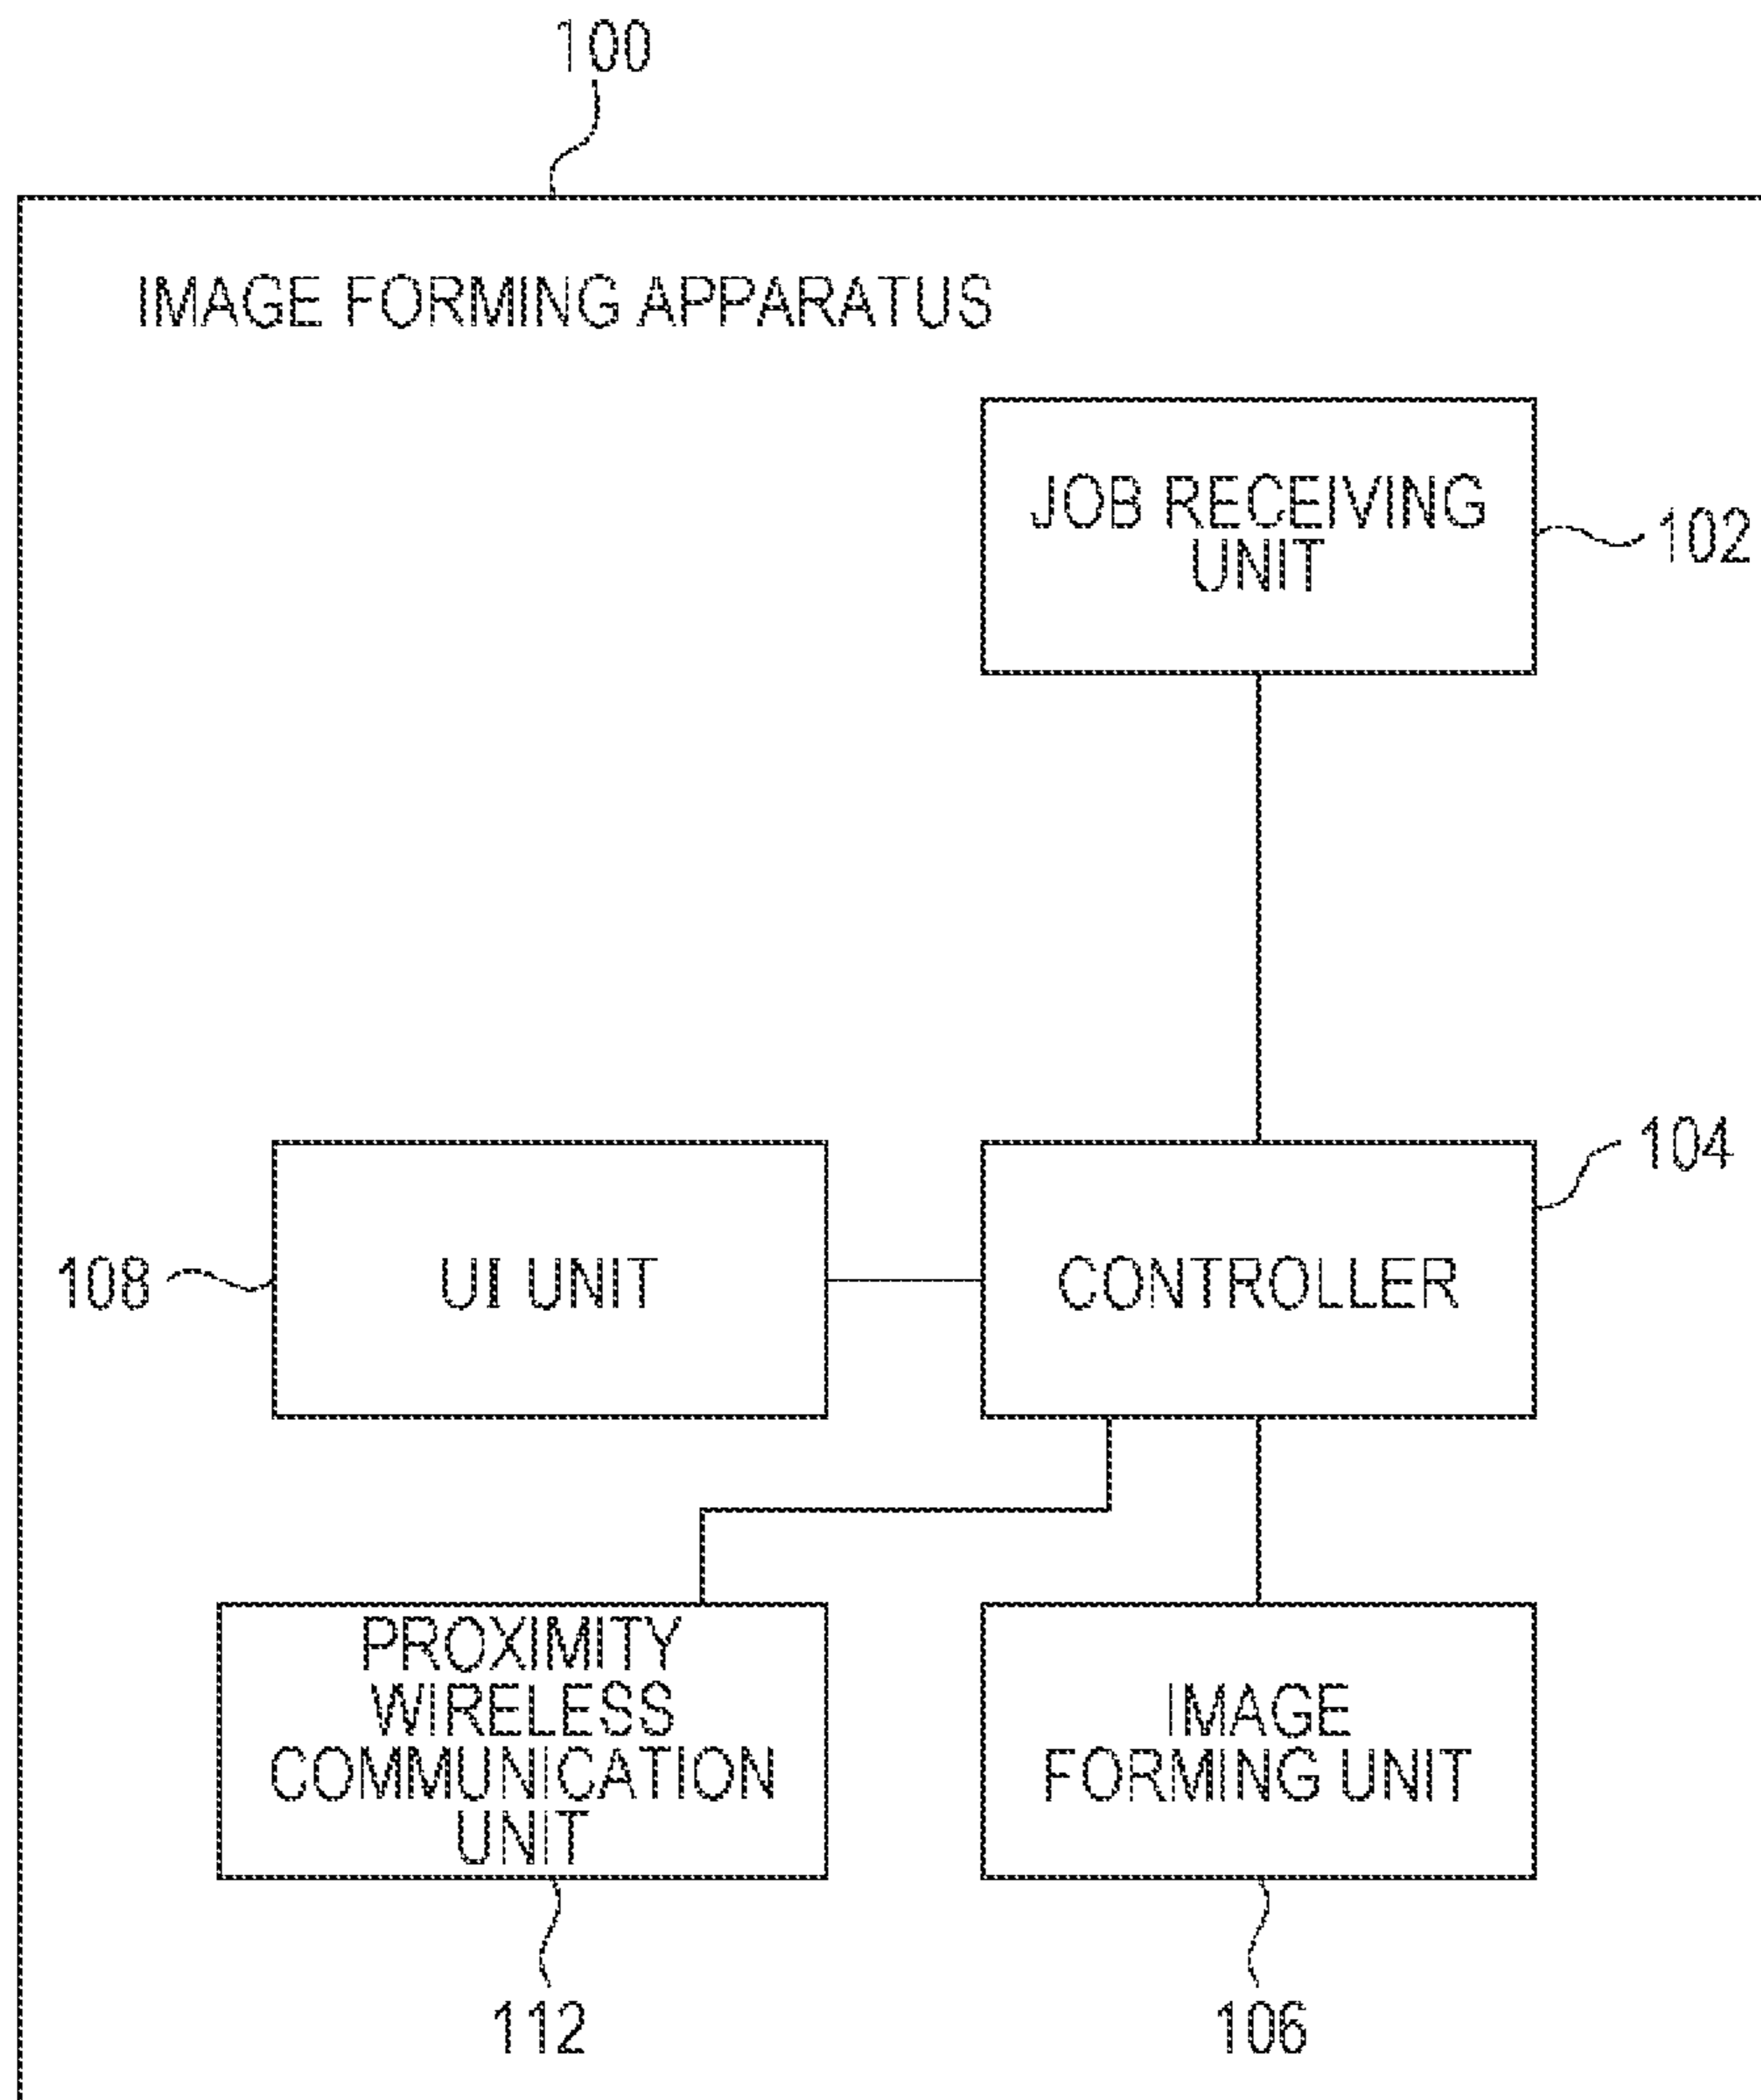 100
IMAGE FORMING APPARATUS
JOB RECEIVING
UNIT
102
104
108
UI UNIT
CONTROLLER
PROXIMITY
WIRELESS
COMMUNICATION
UNIT
IMAGE
FORMING UNIT
112
106